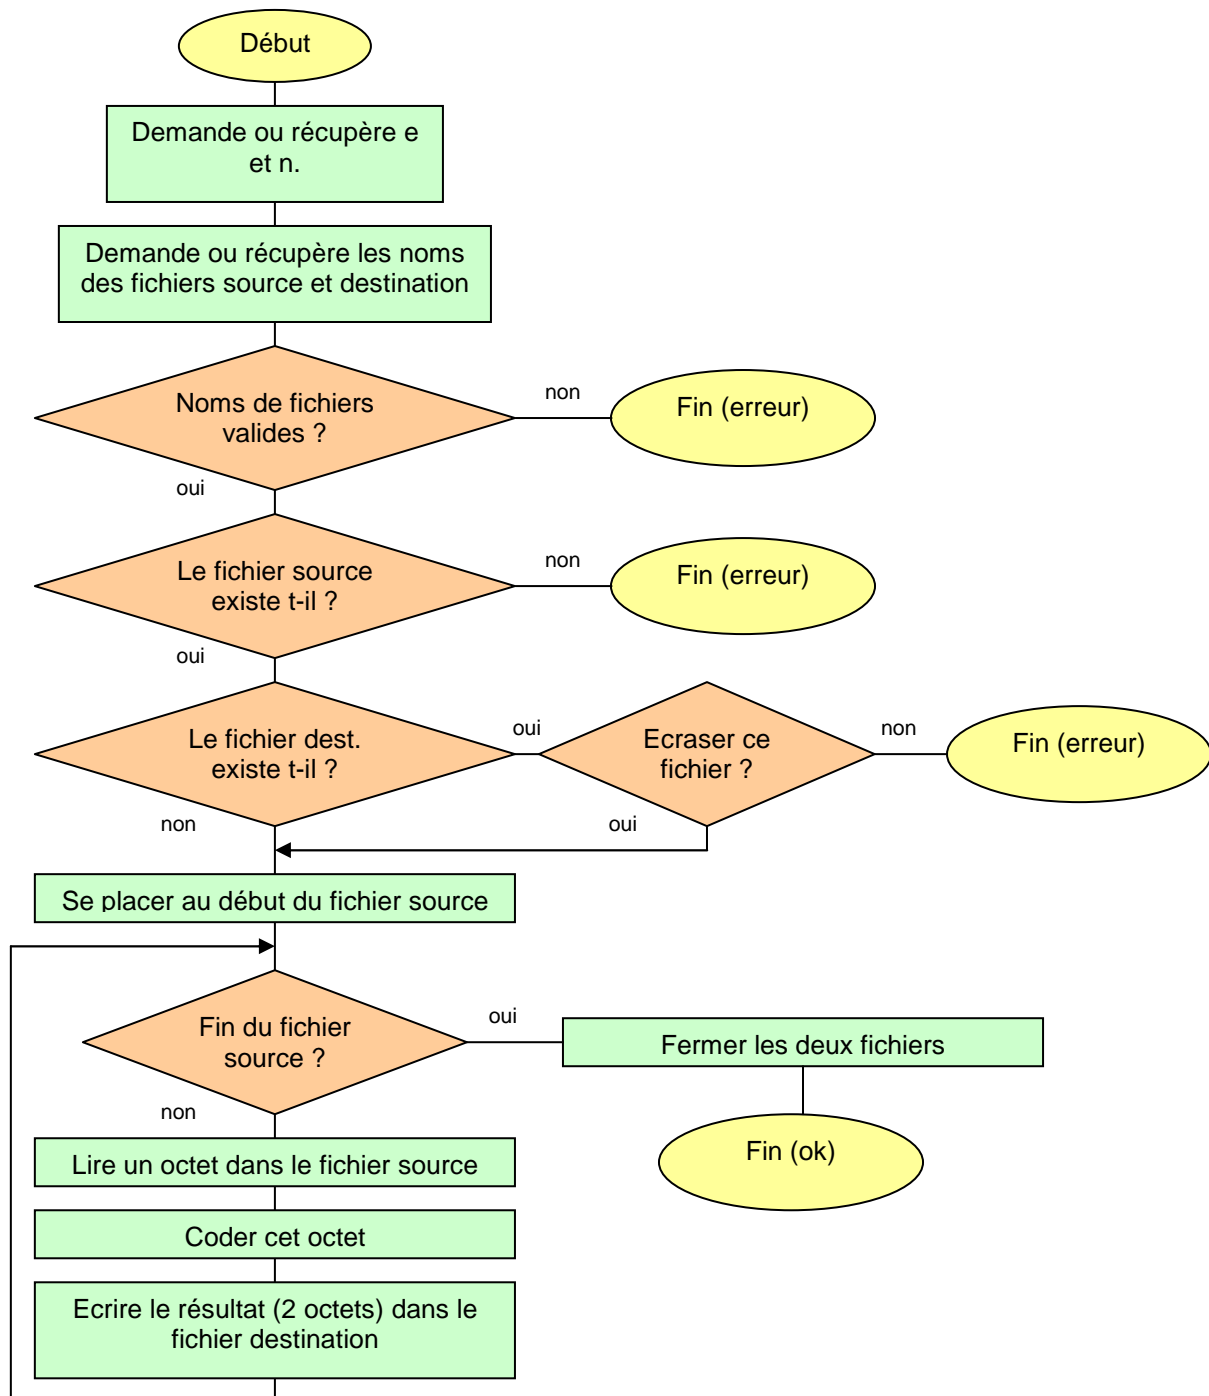 Début
Demande ou récupère e
et n.
Demande ou récupère les noms
des fichiers source et destination
Noms de fichiers
valides ?
non
Fin (erreur)
oui
Le fichier source
existe t-il ?
non
Fin (erreur)
oui
Le fichier dest.
existe t-il ?
oui
Ecraser ce
fichier ?
non
Fin (erreur)
non
oui
Se placer au début du fichier source
Fin du fichier
source ?
oui
Fermer les deux fichiers
non
Fin (ok)
Lire un octet dans le fichier source
Coder cet octet
Ecrire le résultat (2 octets) dans le
fichier destination